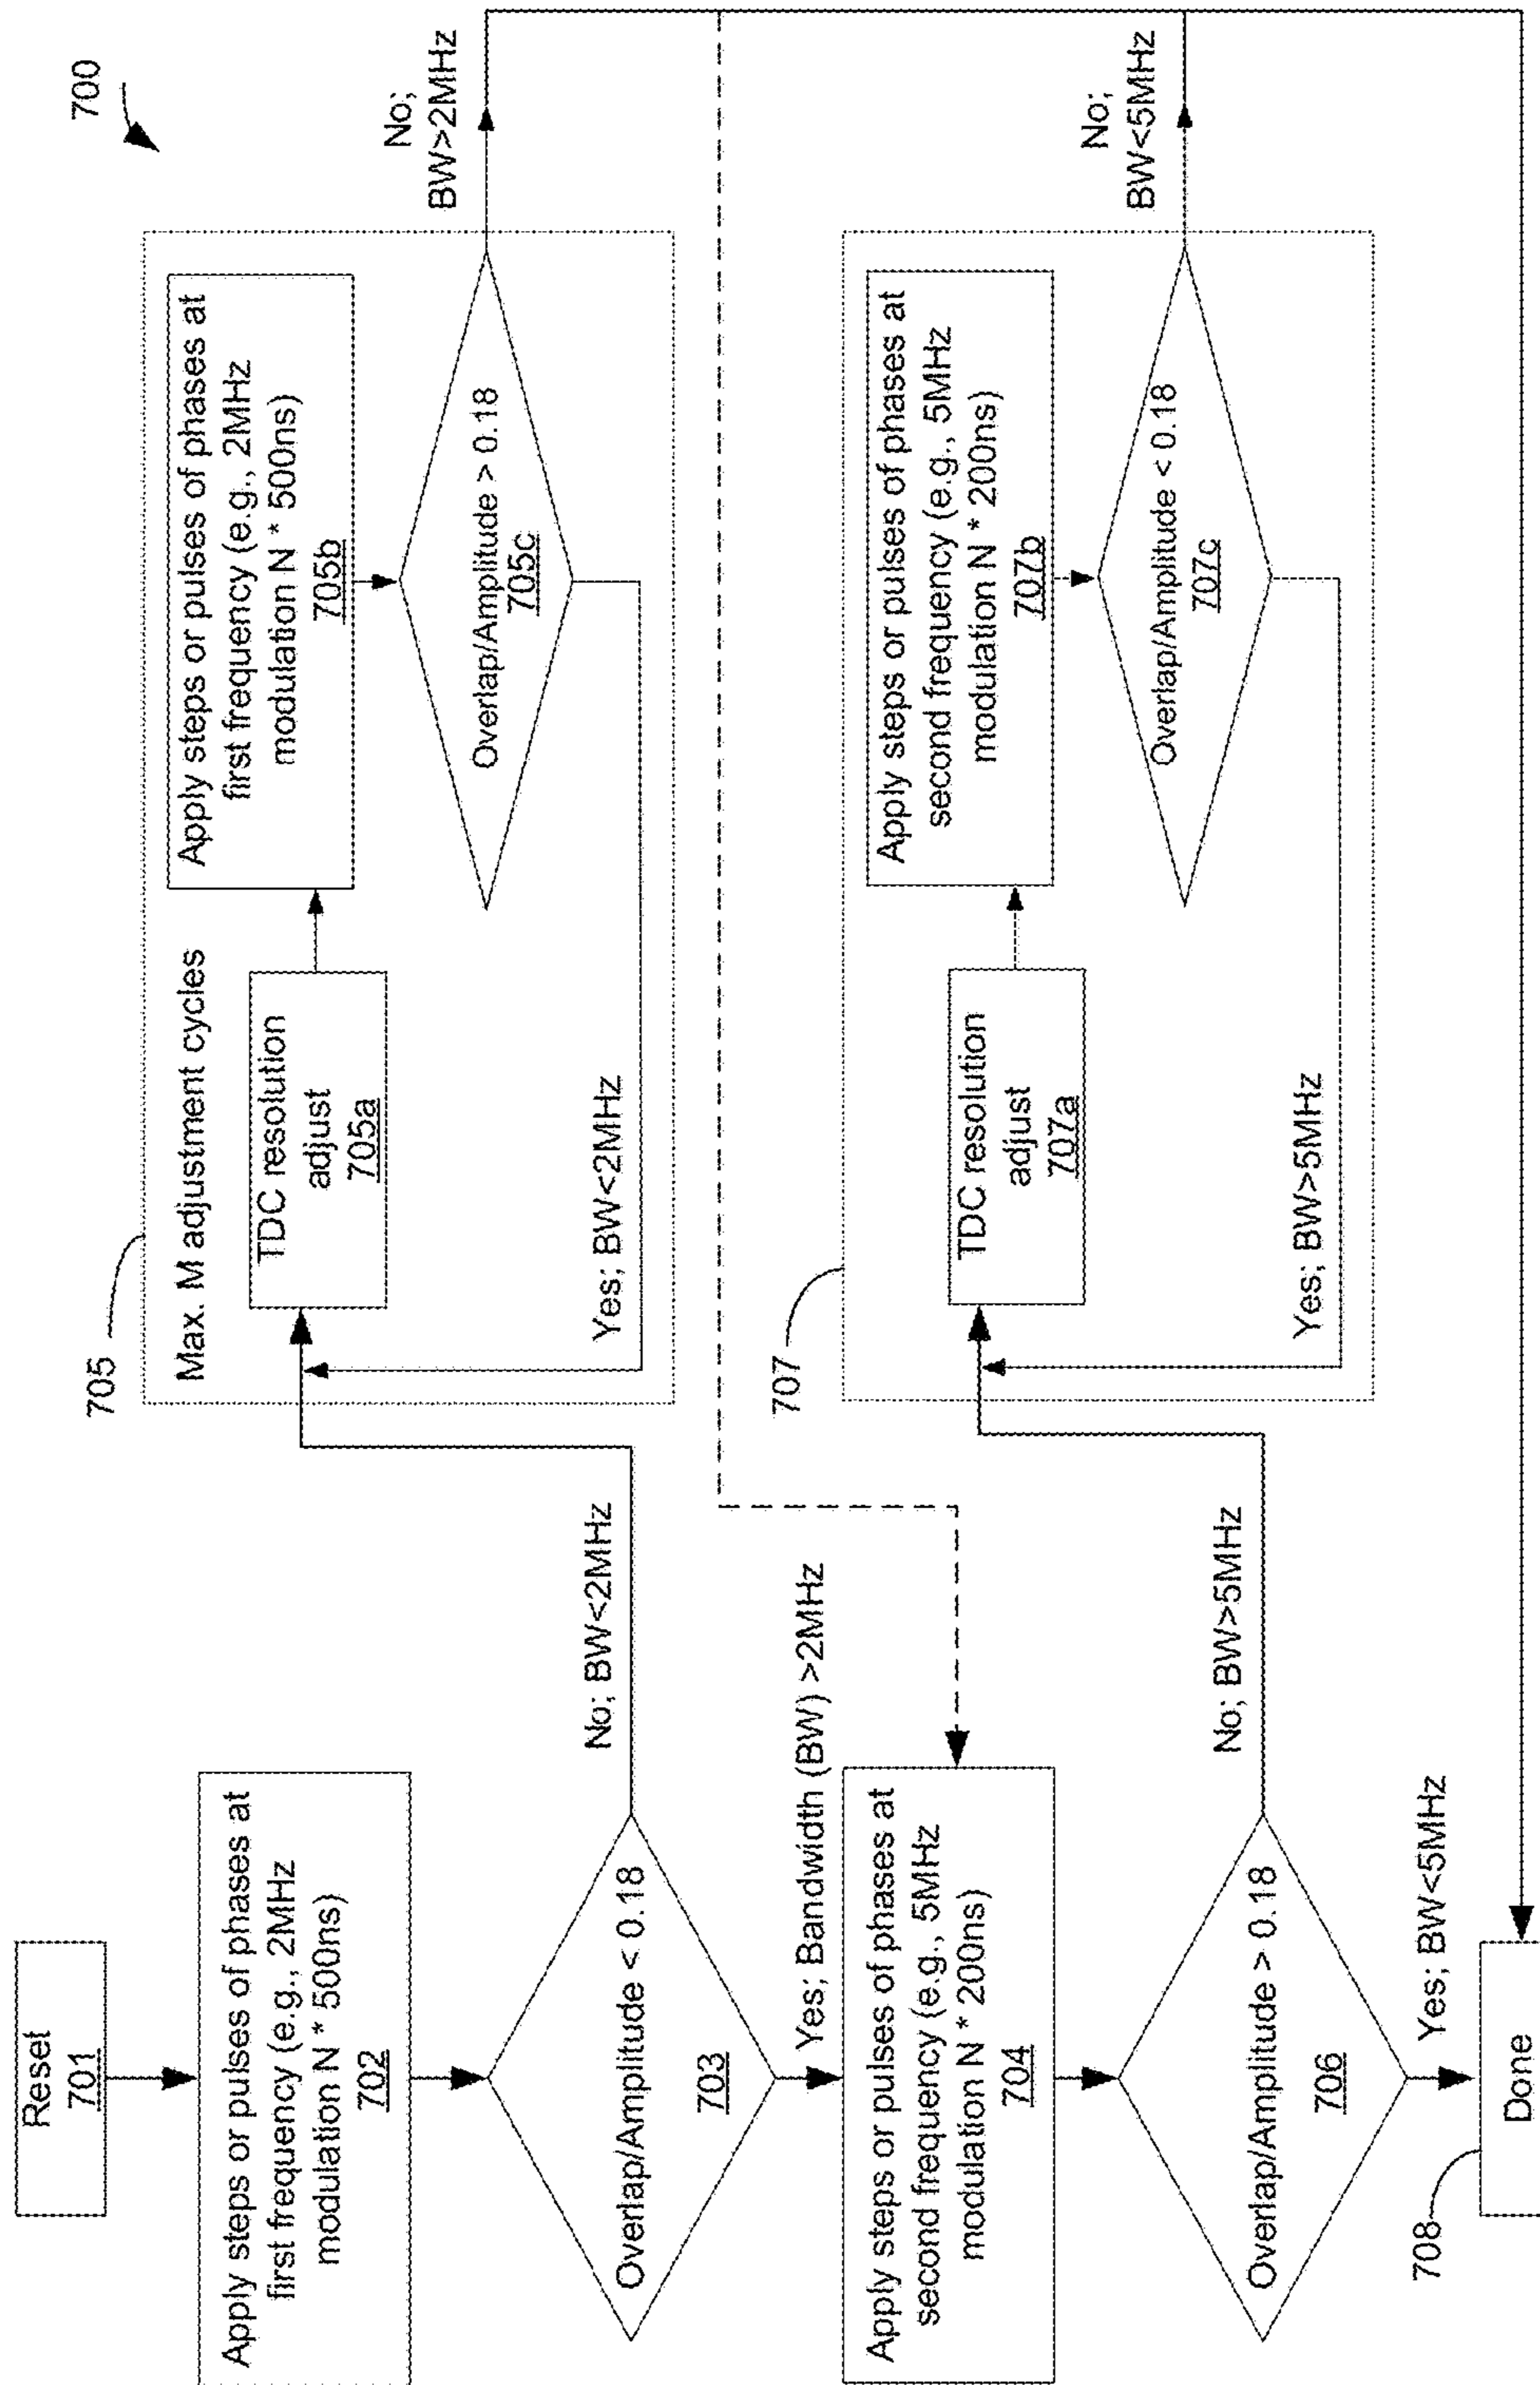 700
Reset
701
Apply steps or pulses of phases at
first frequency (e.g., 2MHz
modulation N * 500ns)
702
Overlap/Amplitude < 0.18
703
No; BW<2MHz
Yes; Bandwidth (BW) >2MHz
705
Max. M adjustment cycles
TDC resolution
adjust
705a
Apply steps or pulses of phases at
first frequency (e.g., 2MHz
modulation N * 500ns)
705b
Overlap/Amplitude > 0.18
705c
Yes; BW<2MHz
No;
BW>2MHz
Apply steps or pulses of phases at
second frequency (e.g., 5MHz
modulation N * 200ns)
704
Overlap/Amplitude > 0.18
706
No; BW>5MHz
Yes; BW<5MHz
707
TDC resolution
adjust
707a
Apply steps or pulses of phases at
second frequency (e.g., 5MHz
modulation N * 200ns)
707b
Overlap/Amplitude < 0.18
707c
Yes; BW>5MHz
No;
BW<5MHz
708
Done